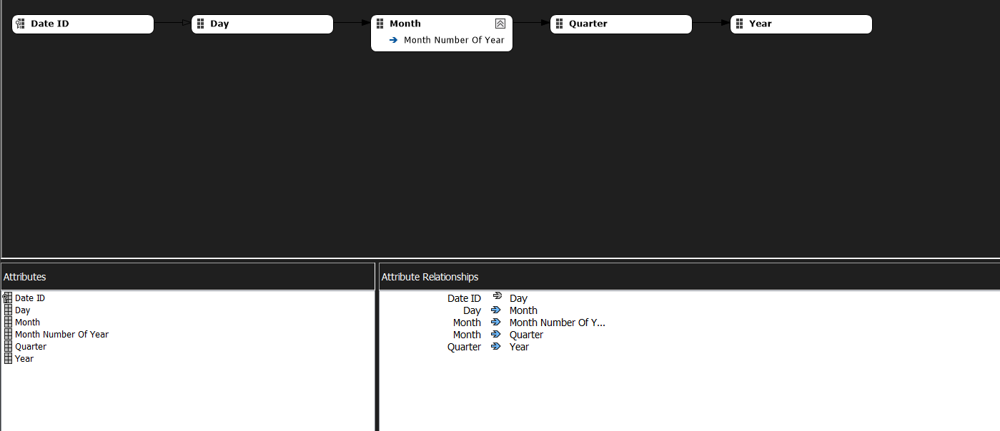 Date ID
Day
Month
Month Number Of Year
Quarter
Year
Attributes
Date ID
Day
Month
Month Number Of Year
Quarter
Year
Attribute Relationships
Date ID Day
Day Month
Month Month Number Of Y...
Month Quarter
Quarter Year